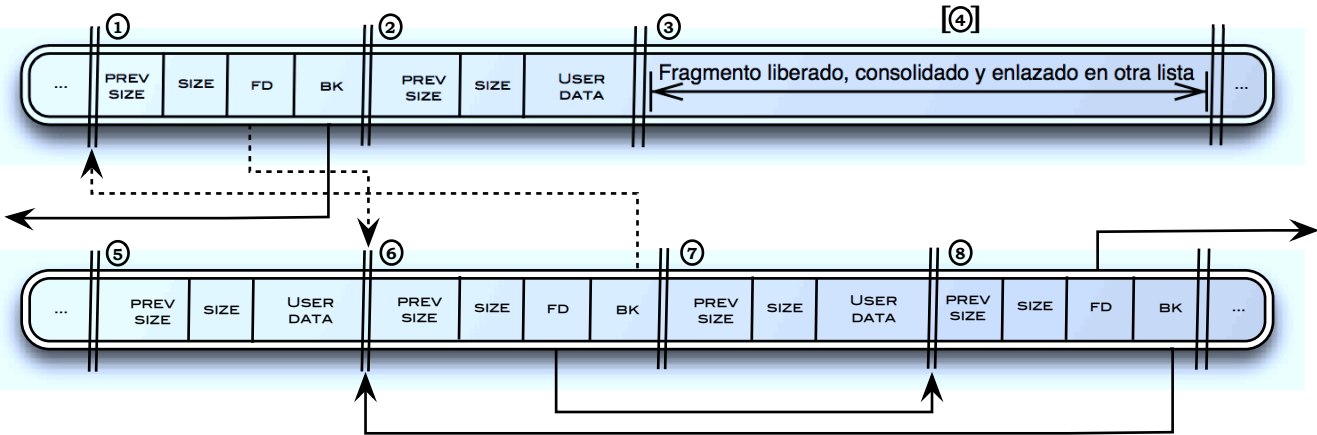 ① ② ③ [④]
... PREV SIZE SIZE FD BK PREV SIZE SIZE USER DATA Fragmento liberado, consolidado y enlazado en otra lista ...
⑤ ⑥ ⑦ ⑧
... PREV SIZE SIZE USER DATA PREV SIZE SIZE FD BK PREV SIZE SIZE USER DATA PREV SIZE SIZE FD BK ...